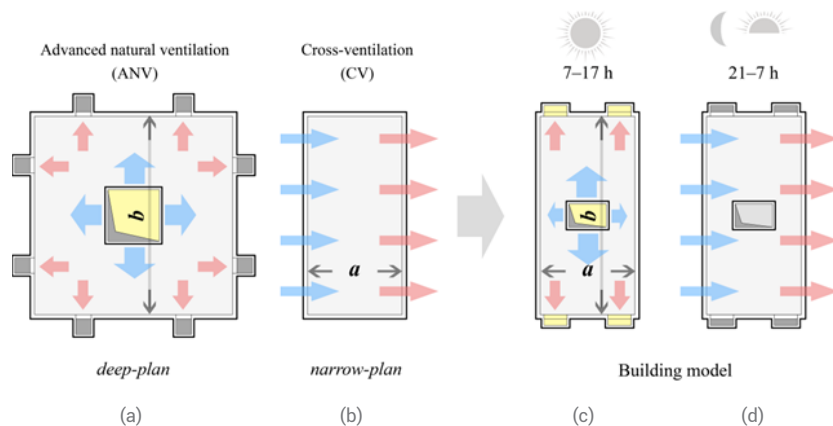 Advanced natural ventilation
(ANV)
Cross-ventilation
(CV)
7–17 h
21–7 h
b
a
b
a
deep-plan
narrow-plan
Building model
(a)
(b)
(c)
(d)